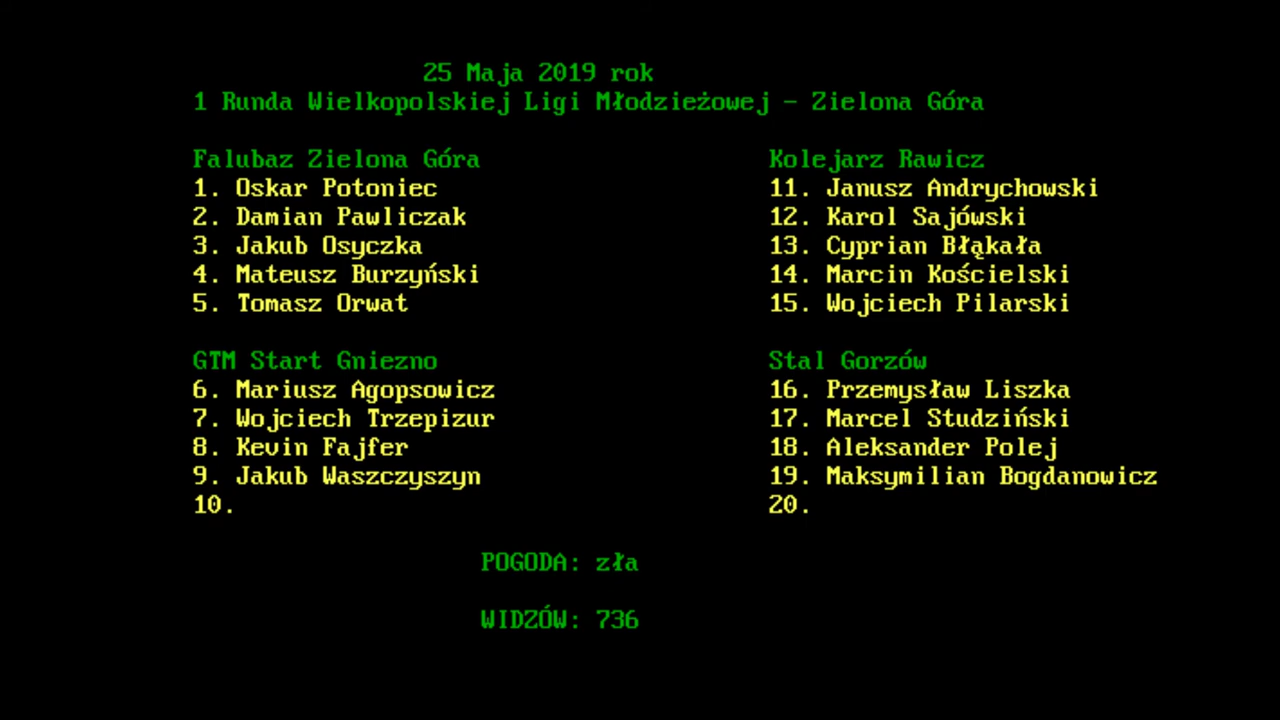 25 Maja 2019 rok
1 Runda Wielkopolskiej Ligi Młodzieżowej - Zielona Góra
Falubaz Zielona Góra
1. Oskar Potoniec
2. Damian Pawliczak
3. Jakub Osyczka
4. Mateusz Burzyński
5. Tomasz Orwat
Kolejarz Rawicz
11. Janusz Andrychowski
12. Karol Sajówski
13. Cyprian Błąkała
14. Marcin Kościelski
15. Wojciech Pilarski
GTM Start Gniezno
6. Mariusz Agopsowicz
7. Wojciech Trzepizur
8. Kevin Fajfer
9. Jakub Waszczyszyn
10.
Stal Gorzów
16. Przemysław Liszka
17. Marcel Studziński
18. Aleksander Polej
19. Maksymilian Bogdanowicz
20.
POGODA: zła
WIDZÓW: 736